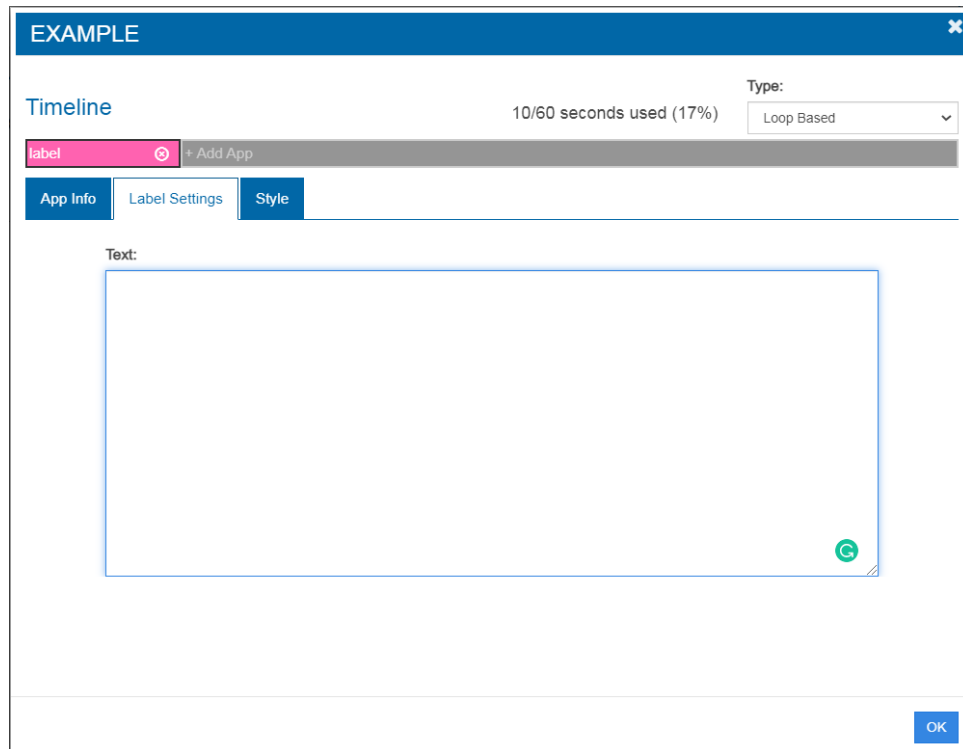 EXAMPLE
Type:
Timeline
10/60 seconds used (17%)
Loop Based
label
+ Add App
App Info
Label Settings
Style
Text:
OK